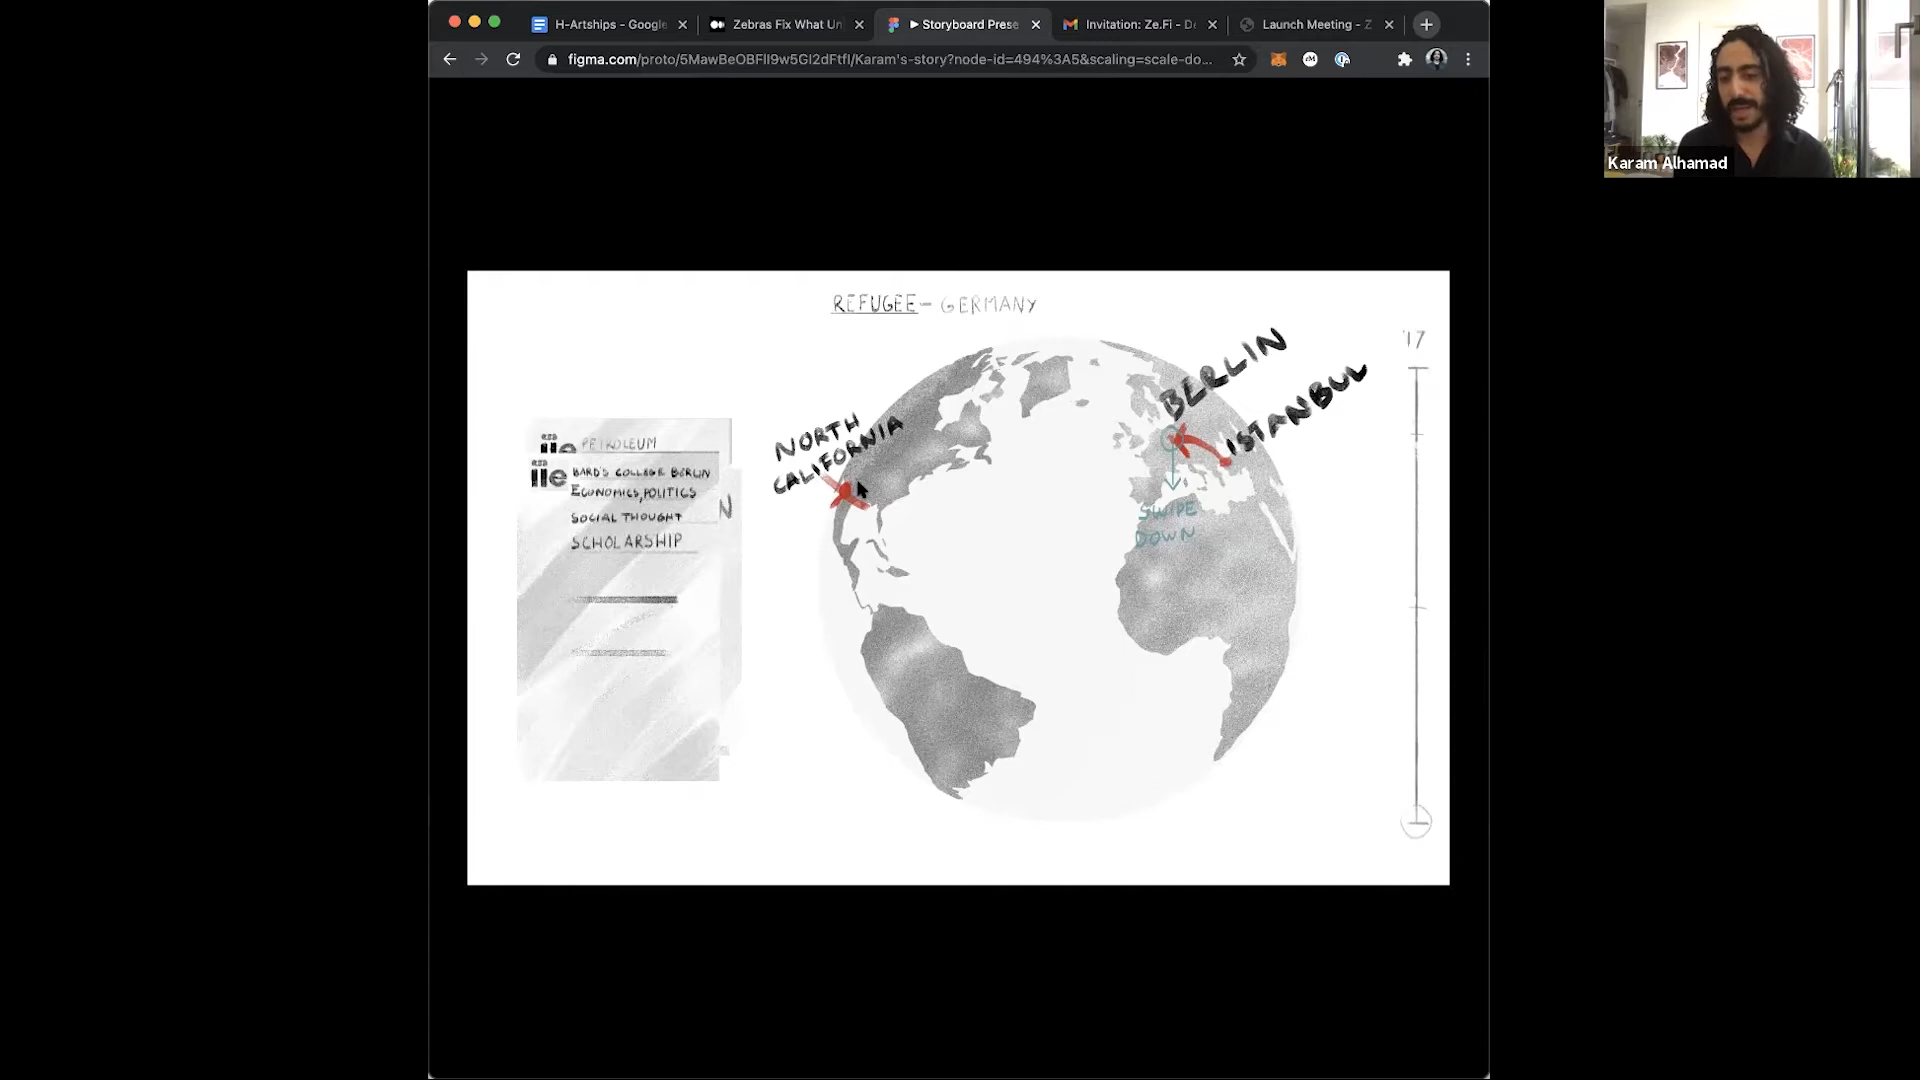 H-Artships - Google
Zebras Fix What Un
Storyboard Prese
Invitation: Ze.Fi - De
Launch Meeting - Z
figma.com/proto/5MawBeOBFIl9w5Gl2dFtfl/Karam's-story?node-id=494%3A5&scaling=scale-do...
Karam Alhamad
REFUGEE - GERMANY
'17
BERLIN
ISTANBUL
NORTH
CALIFORNIA
PETROLEUM
BARD'S COLLEGE BERLIN
ECONOMICS, POLITICS
SOCIAL THOUGHT
SCHOLARSHIP
N
SWIPE
DOWN